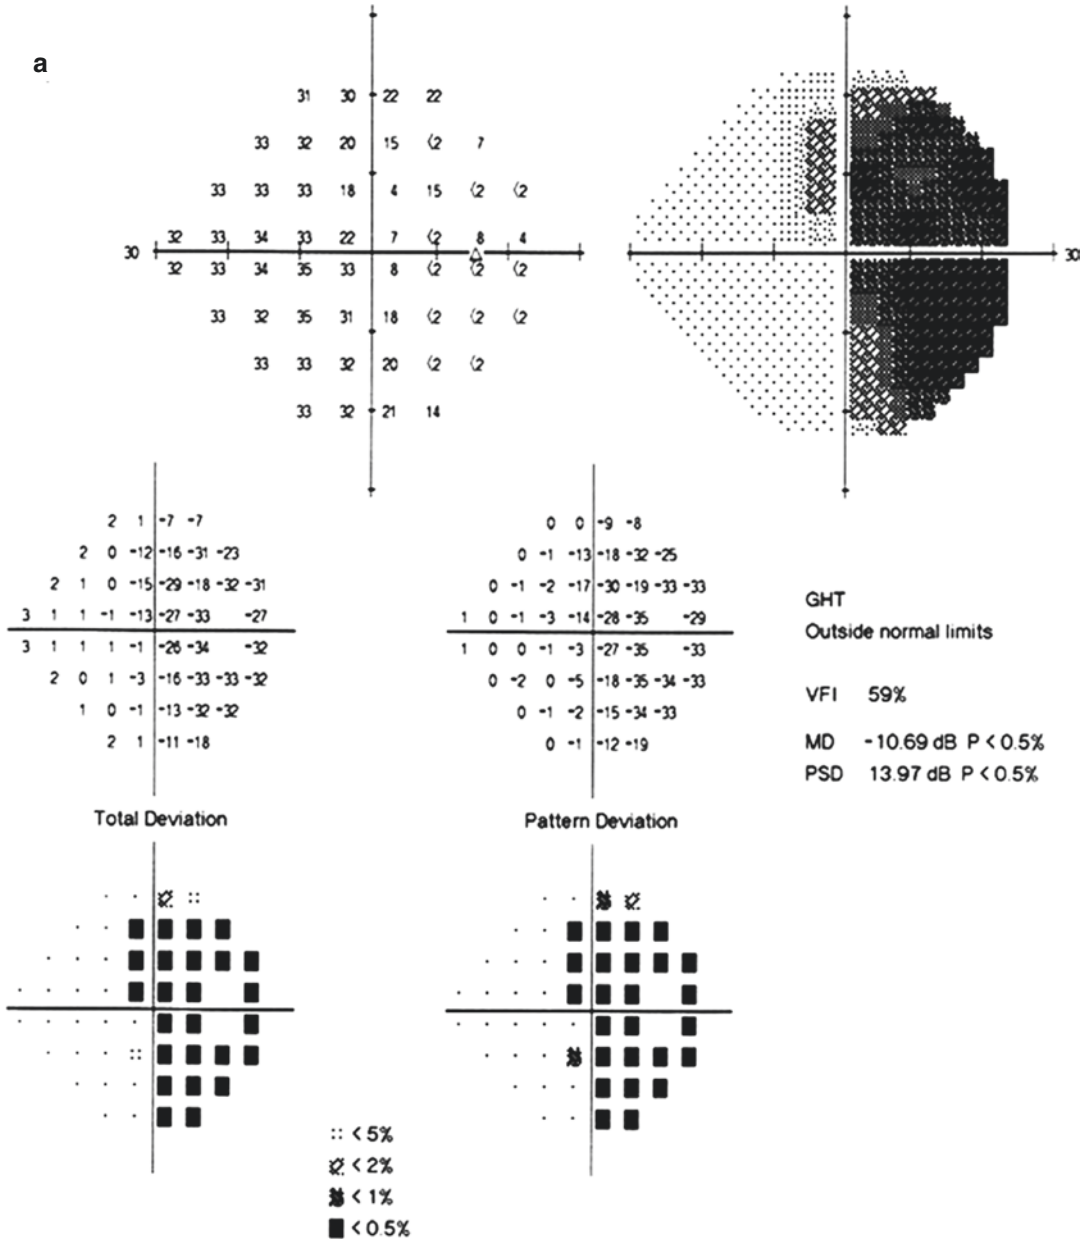 a
31 30 22 22
33 32 20 15 ⟨2 7
33 33 33 18 4 15 ⟨2 ⟨2
32 33 34 33 22 7 ⟨2 8 4
30
30
32 33 34 35 33 8 ⟨2 ⟨2 ⟨2
33 32 35 31 18 ⟨2 ⟨2 ⟨2
33 33 32 20 ⟨2 ⟨2
33 32 21 14
2 1 -7 -7
2 0 -12 -16 -31 -23
2 1 0 -15 -29 -18 -32 -31
3 1 1 -1 -13 -27 -33 -27
3 1 1 1 -1 -26 -34 -32
2 0 1 -3 -16 -33 -33 -32
1 0 -1 -13 -32 -32
2 1 -11 -18
Total Deviation
0 0 -9 -8
0 -1 -13 -18 -32 -25
0 -1 -2 -17 -30 -19 -33 -33
1 0 -1 -3 -14 -28 -35 -29
1 0 0 -1 -3 -27 -35 -33
0 -2 0 -5 -18 -35 -34 -33
0 -1 -2 -15 -34 -33
0 -1 -12 -19
Pattern Deviation
GHT
Outside normal limits
VFI 59%
MD -10.69 dB P < 0.5%
PSD 13.97 dB P < 0.5%
< 5%
< 2%
< 1%
< 0.5%